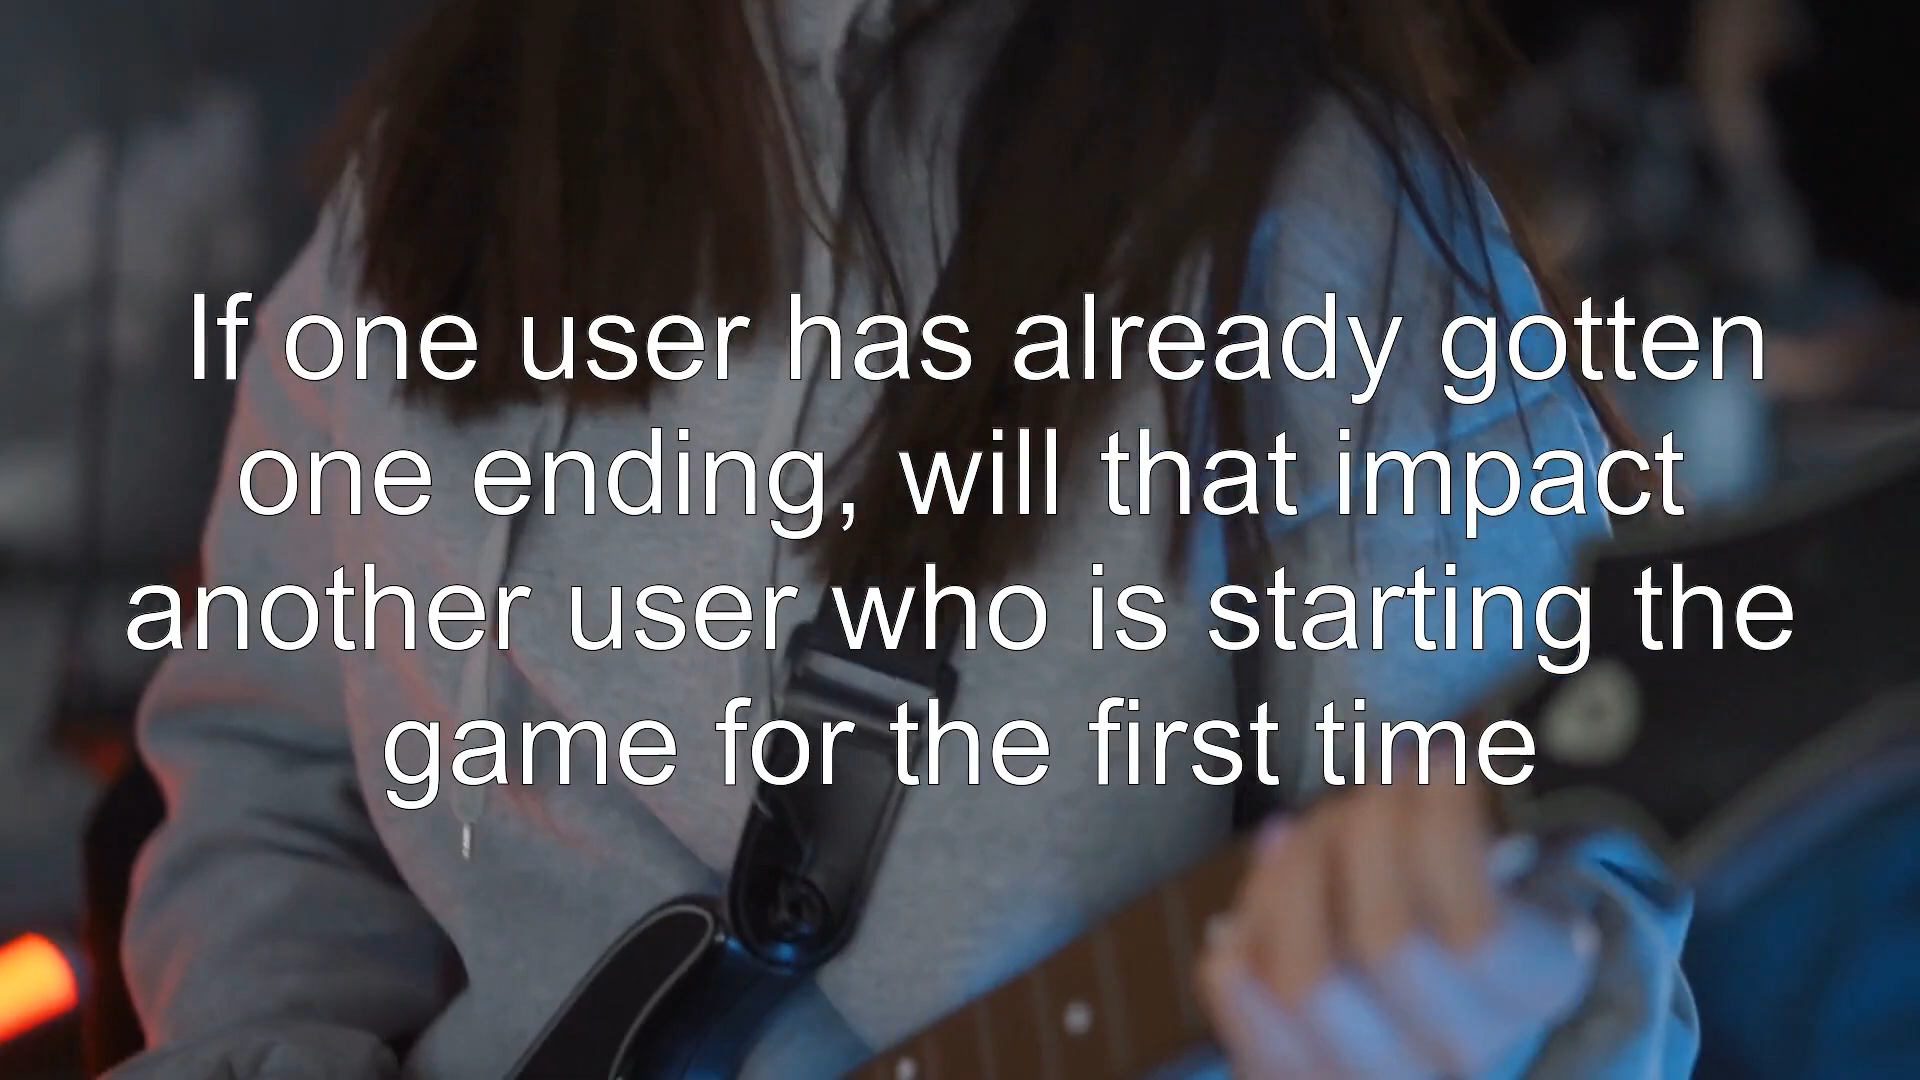 If one user has already gotten
one ending, will that impact
another user who is starting the
game for the first time